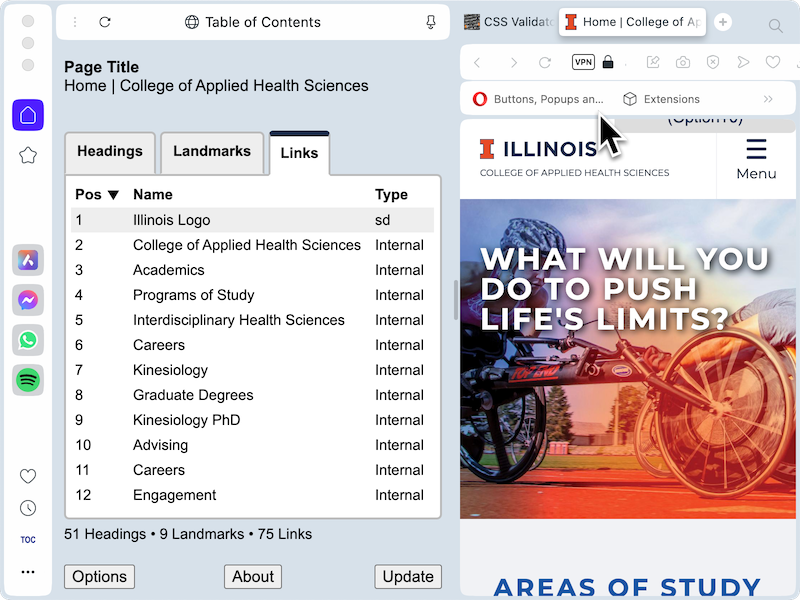 Table of Contents
Page Title
Home | College of Applied Health Sciences
Headings
Landmarks
Links
Pos ▼ Name Type
1 Illinois Logo sd
2 College of Applied Health Sciences Internal
3 Academics Internal
4 Programs of Study Internal
5 Interdisciplinary Health Sciences Internal
6 Careers Internal
7 Kinesiology Internal
8 Graduate Degrees Internal
9 Kinesiology PhD Internal
10 Advising Internal
11 Careers Internal
12 Engagement Internal
51 Headings • 9 Landmarks • 75 Links
Options
About
Update
TOC
CSS Validato
Home | College of Ap
VPN
Buttons, Popups an...
Extensions
ILLINOIS
COLLEGE OF APPLIED HEALTH SCIENCES
Menu
WHAT WILL YOU
DO TO PUSH
LIFE'S LIMITS?
TOP END
AREAS OF STUDY